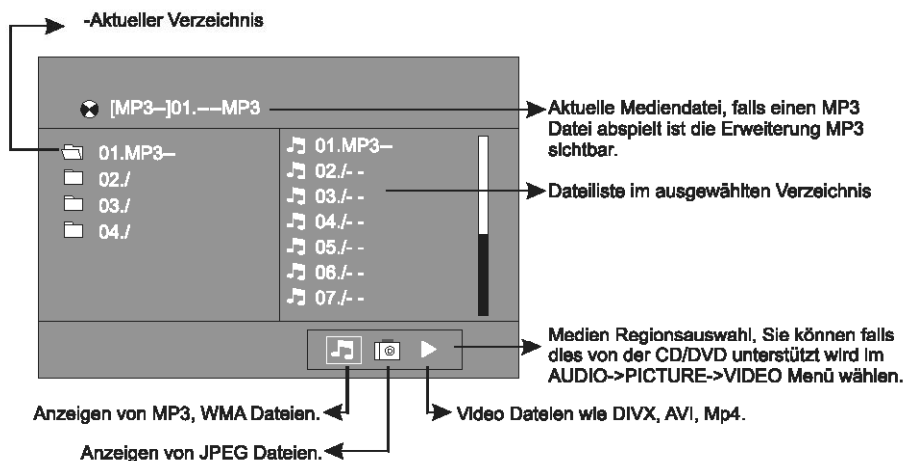 -Aktueller Verzeichnis
[MP3--]01.----MP3
Aktuelle Mediendatei, falls einen MP3
Datei abspielt ist die Erweiterung MP3
sichtbar.
01.MP3--
02./
03./
04./
01.MP3--
02./- -
03./- -
04./- -
05./- -
06./- -
07./- -
Dateiliste im ausgewählten Verzeichnis
Medien Regionsauswahl, Sie können falls
dies von der CD/DVD unterstützt wird im
AUDIO->PICTURE->VIDEO Menü wählen.
Anzeigen von MP3, WMA Dateien.
Video Dateien wie DIVX, AVI, Mp4.
Anzeigen von JPEG Dateien.